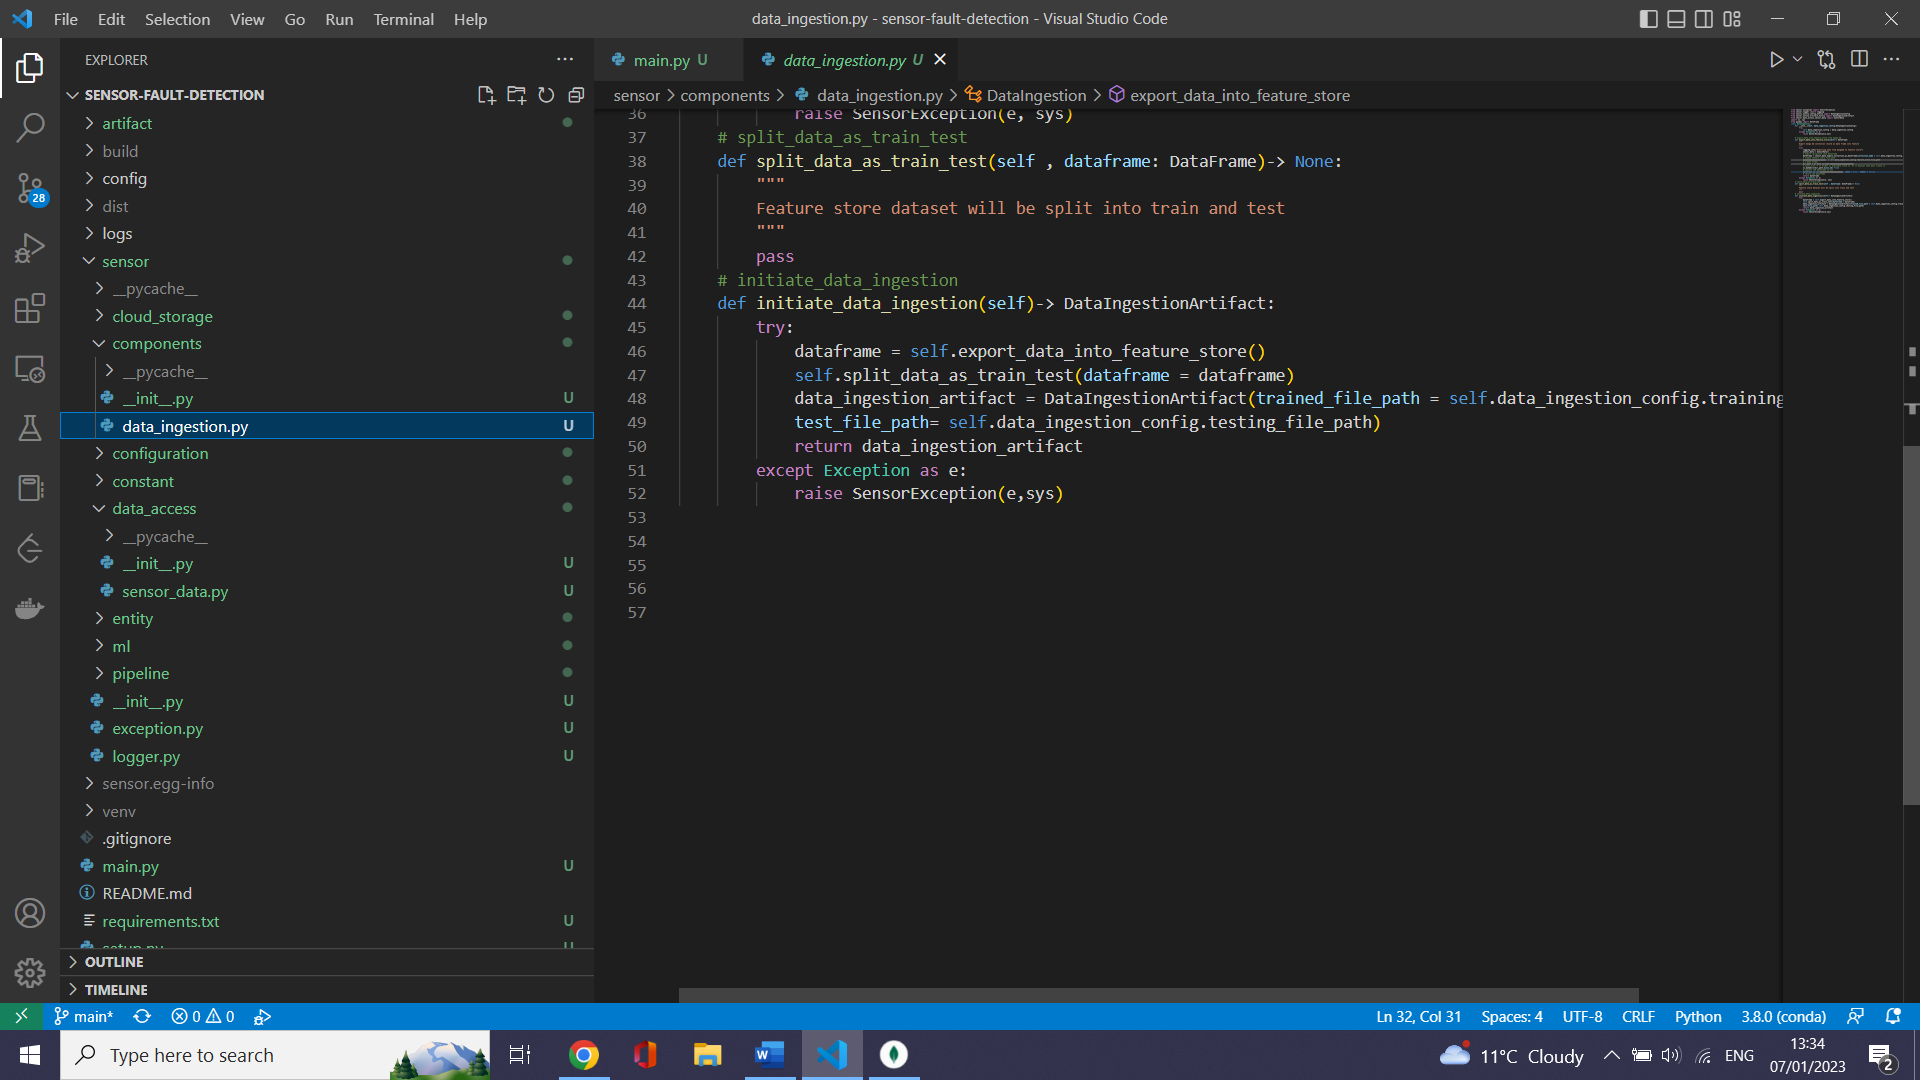 File Edit Selection View Go Run Terminal Help
data_ingestion.py - sensor-fault-detection - Visual Studio Code
EXPLORER
SENSOR-FAULT-DETECTION
artifact
build
config
dist
logs
sensor
__pycache__
cloud_storage
components
__pycache__
__init__.py U
data_ingestion.py U
configuration
constant
data_access
__pycache__
__init__.py U
sensor_data.py U
entity
ml
pipeline
__init__.py U
exception.py U
logger.py U
sensor.egg-info
venv
.gitignore
main.py U
README.md
requirements.txt U
setup.py U
OUTLINE
TIMELINE
28
main.py U
data_ingestion.py U
sensor > components > data_ingestion.py > DataIngestion > export_data_into_feature_store
36 raise SensorException(e, sys)
37 # split_data_as_train_test
38 def split_data_as_train_test(self , dataframe: DataFrame)-> None:
39 """
40 Feature store dataset will be split into train and test
41 """
42 pass
43 # initiate_data_ingestion
44 def initiate_data_ingestion(self)-> DataIngestionArtifact:
45 try:
46 dataframe = self.export_data_into_feature_store()
47 self.split_data_as_train_test(dataframe = dataframe)
48 data_ingestion_artifact = DataIngestionArtifact(trained_file_path = self.data_ingestion_config.training
49 test_file_path= self.data_ingestion_config.testing_file_path)
50 return data_ingestion_artifact
51 except Exception as e:
52 raise SensorException(e,sys)
53
54
55
56
57
main* 0 0
Ln 32, Col 31 Spaces: 4 UTF-8 CRLF Python 3.8.0 (conda)
Type here to search
11°C Cloudy
ENG
13:34
07/01/2023
2